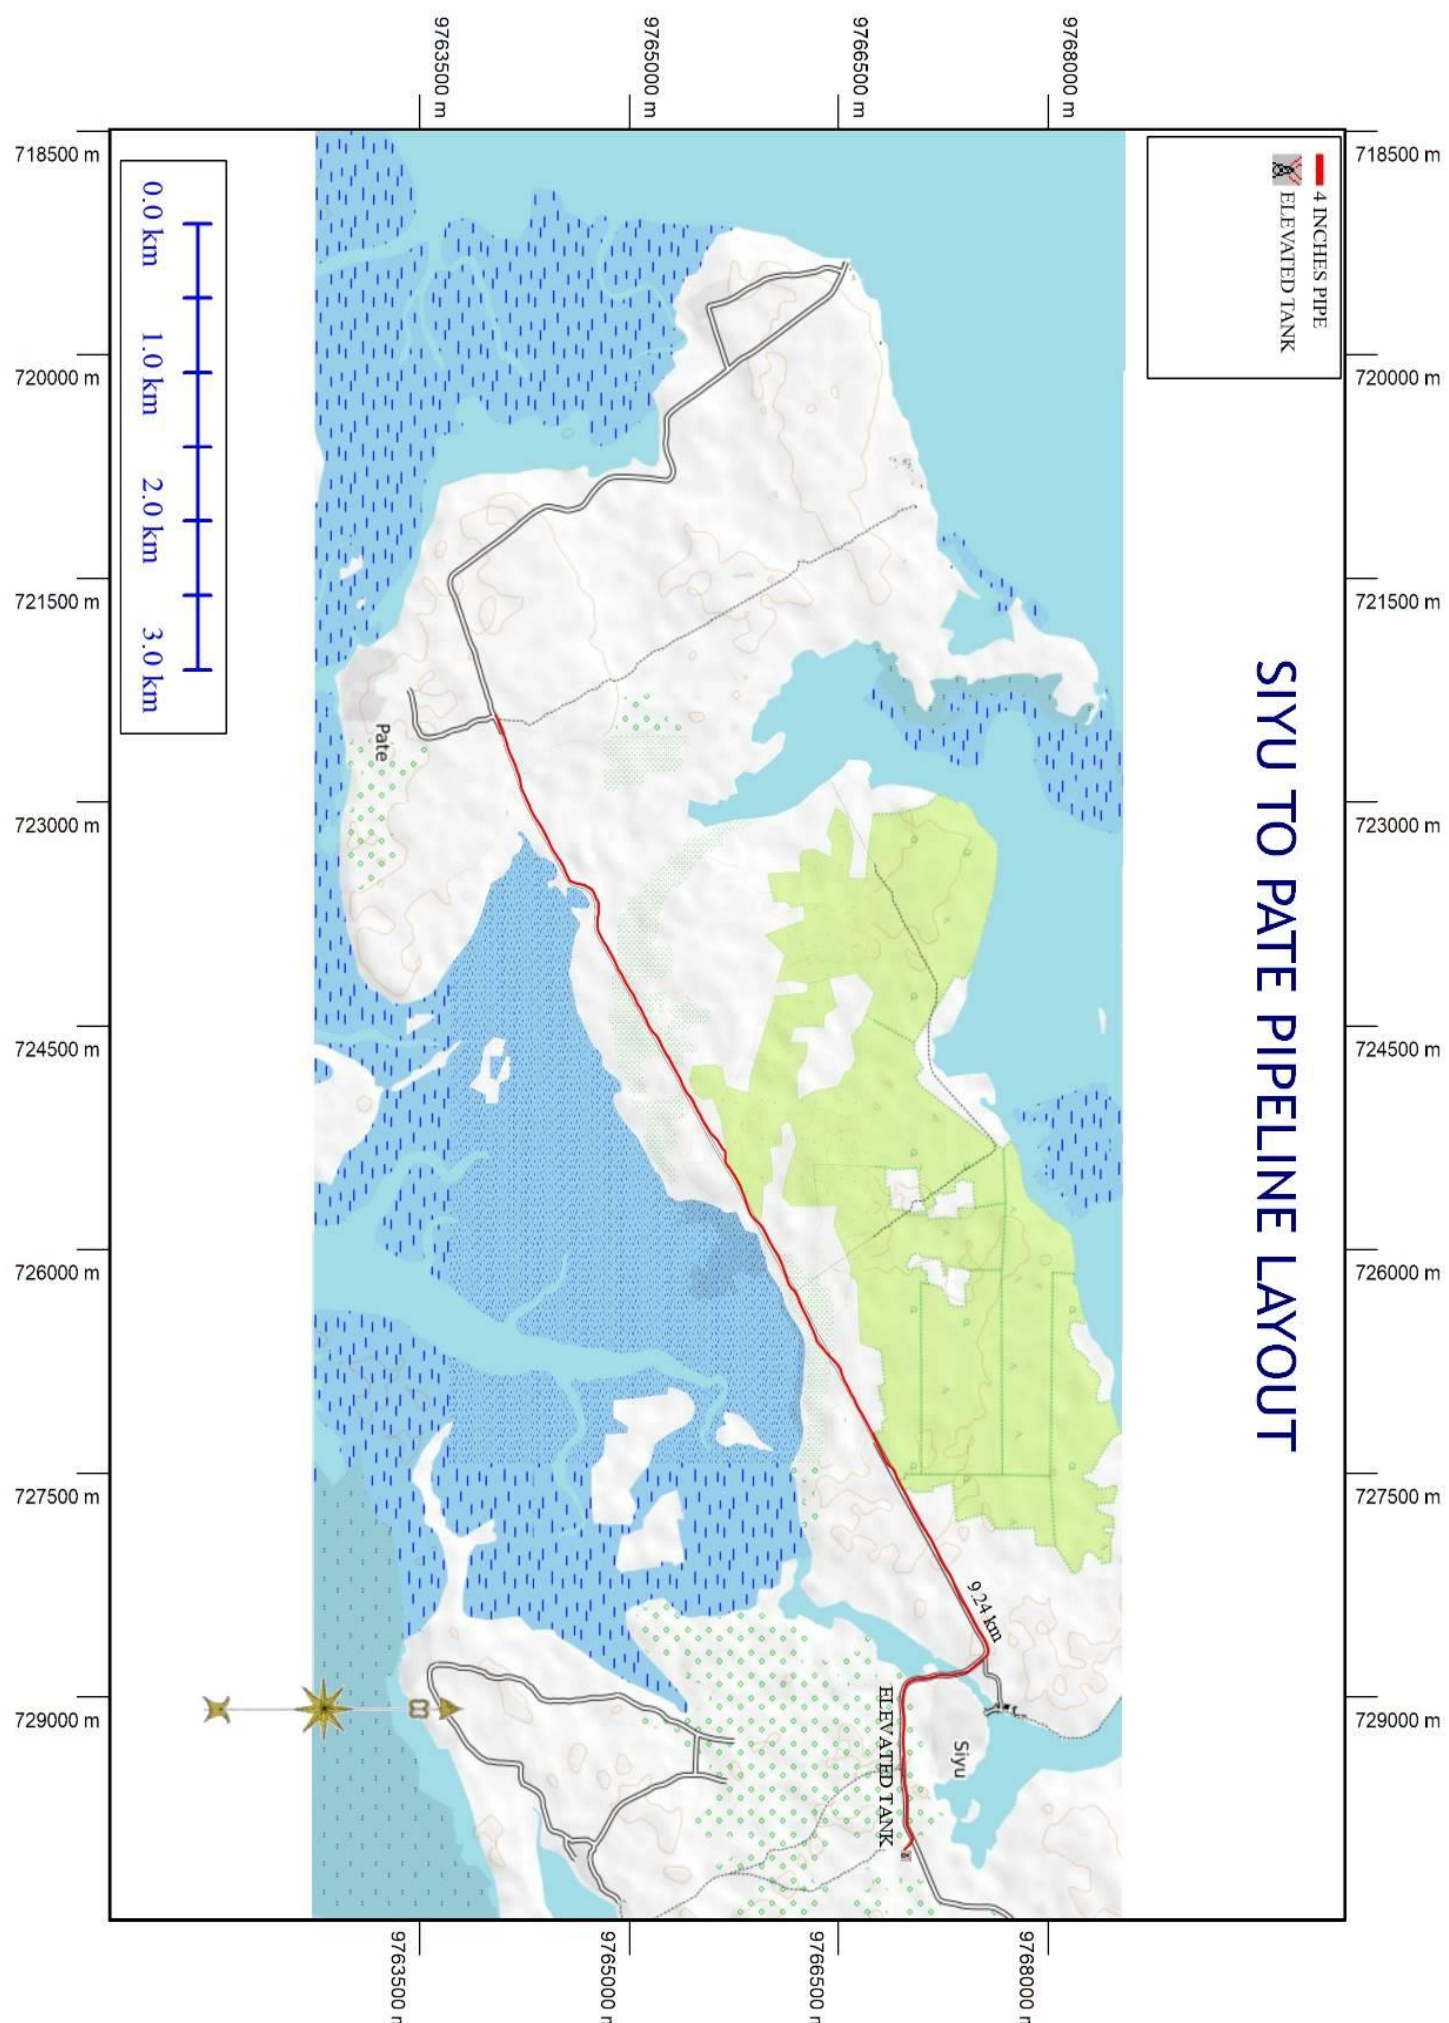 SIYU TO PATE PIPELINE LAYOUT
4 INCHES PIPE
ELEVATED TANK
9768000 m
9766500 m
9765000 m
9763500 m
718500 m
720000 m
721500 m
723000 m
724500 m
726000 m
727500 m
729000 m
718500 m
720000 m
721500 m
723000 m
724500 m
726000 m
727500 m
729000 m
9.24 km
Siyu
ELEVATED TANK
Pate
0.0 km
1.0 km
2.0 km
3.0 km
9768000 m
9766500 m
9765000 m
9763500 m